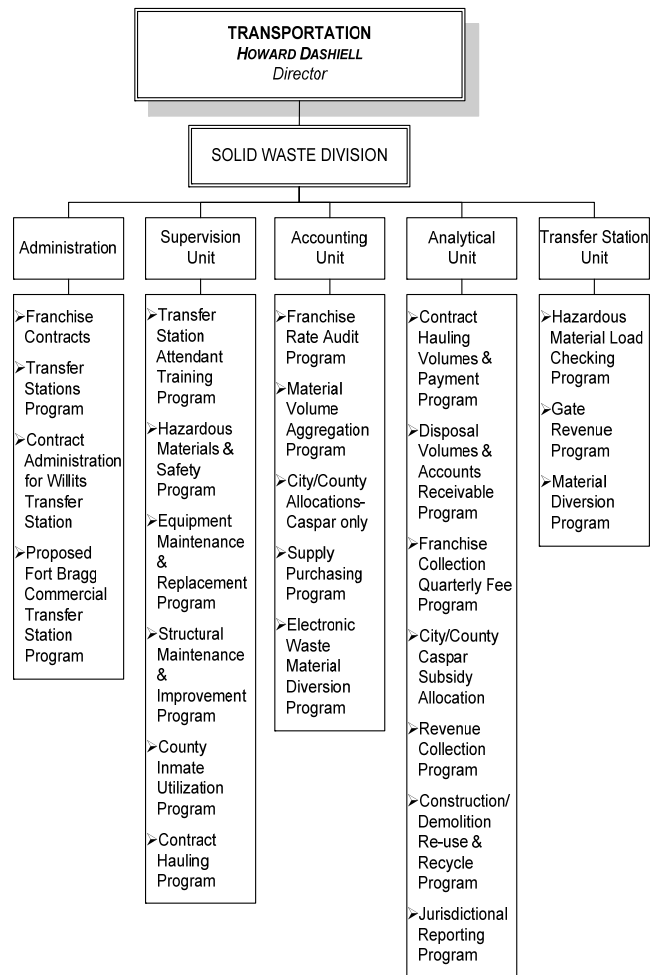 TRANSPORTATION
HOWARD DASHIELL
Director
SOLID WASTE DIVISION
Administration
➢Franchise
Contracts
➢Transfer
Stations
Program
➢Contract
Administration
for Willits
Transfer
Station
➢Proposed
Fort Bragg
Commercial
Transfer
Station
Program
Supervision
Unit
➢Transfer
Station
Attendant
Training
Program
➢Hazardous
Materials &
Safety
Program
➢Equipment
Maintenance
&
Replacement
Program
➢Structural
Maintenance
&
Improvement
Program
➢County
Inmate
Utilization
Program
➢Contract
Hauling
Program
Accounting
Unit
➢Franchise
Rate Audit
Program
➢Material
Volume
Aggregation
Program
➢City/County
Allocations-
Caspar only
➢Supply
Purchasing
Program
➢Electronic
Waste
Material
Diversion
Program
Analytical
Unit
➢Contract
Hauling
Volumes &
Payment
Program
➢Disposal
Volumes &
Accounts
Receivable
Program
➢Franchise
Collection
Quarterly Fee
Program
➢City/County
Caspar
Subsidy
Allocation
➢Revenue
Collection
Program
➢Construction/
Demolition
Re-use &
Recycle
Program
➢Jurisdictional
Reporting
Program
Transfer Station
Unit
➢Hazardous
Material Load
Checking
Program
➢Gate
Revenue
Program
➢Material
Diversion
Program